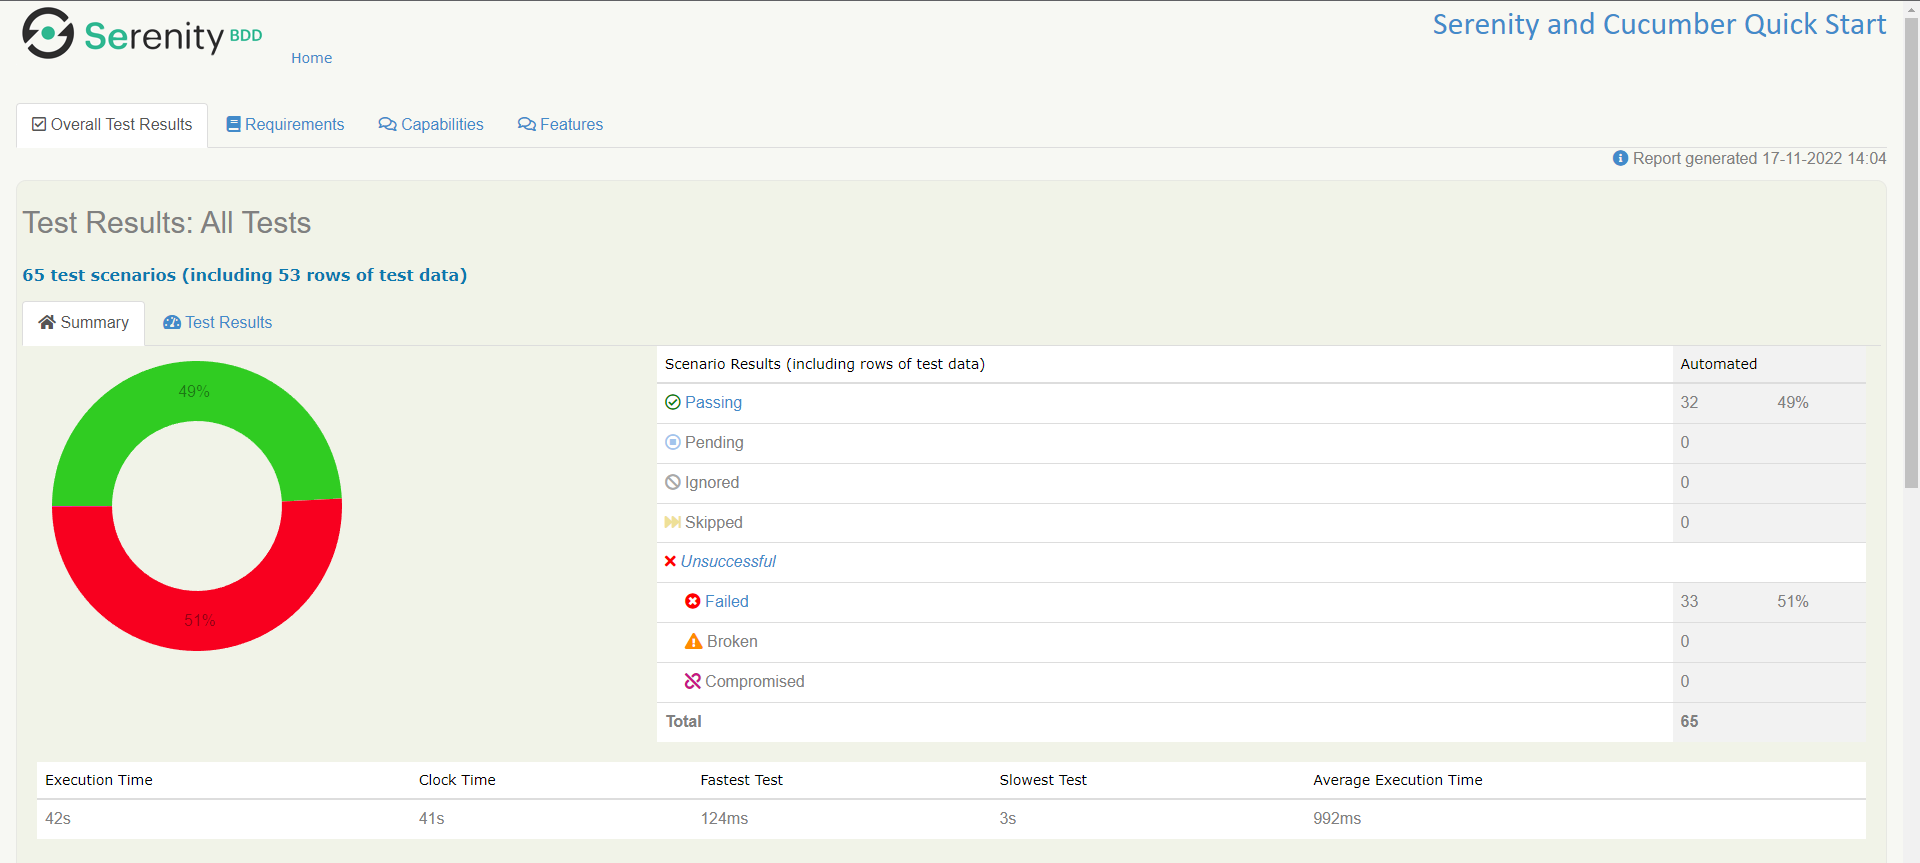 Serenity BDD
Home
Serenity and Cucumber Quick Start
Overall Test Results
Requirements
Capabilities
Features
Report generated 17-11-2022 14:04
Test Results: All Tests
65 test scenarios (including 53 rows of test data)
Summary
Test Results
49%
51%
Scenario Results (including rows of test data) Automated
Passing 32 49%
Pending 0
Ignored 0
Skipped 0
Unsuccessful
Failed 33 51%
Broken 0
Compromised 0
Total 65
Execution Time Clock Time Fastest Test Slowest Test Average Execution Time
42s 41s 124ms 3s 992ms